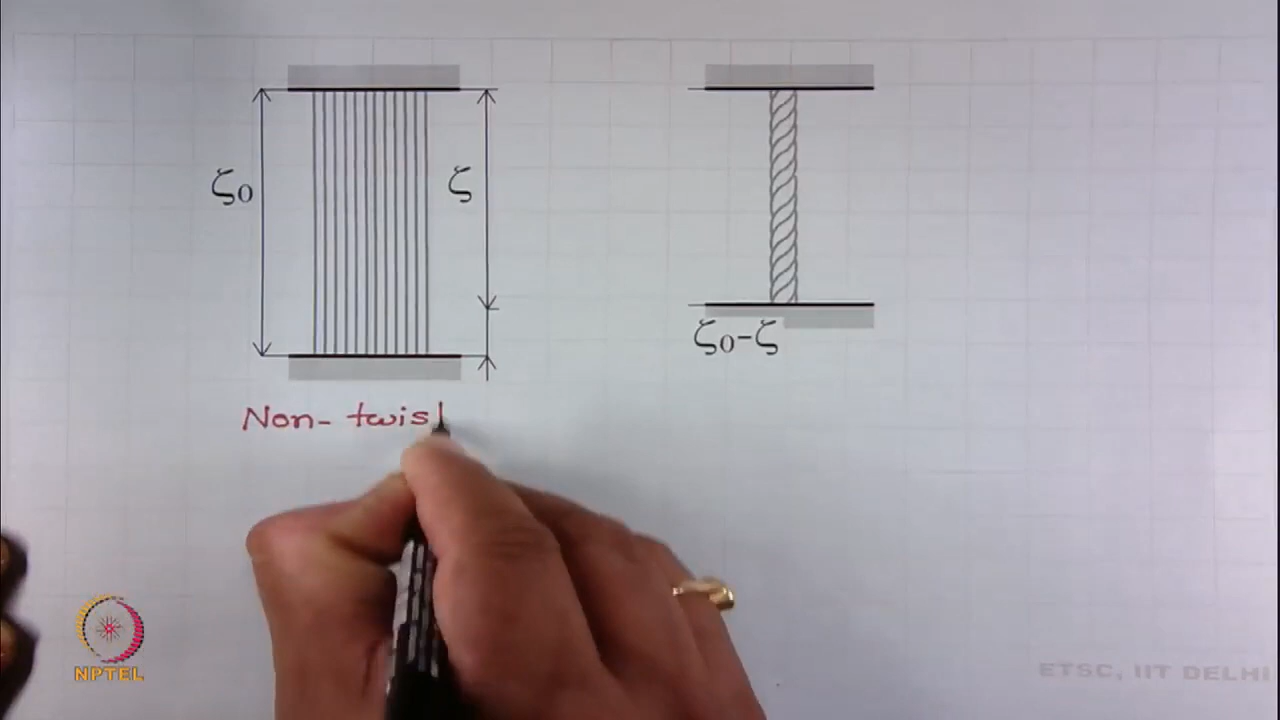 ζ₀
ζ
ζ₀-ζ
Non- twist
NPTEL
ETSC, IIT DELHI